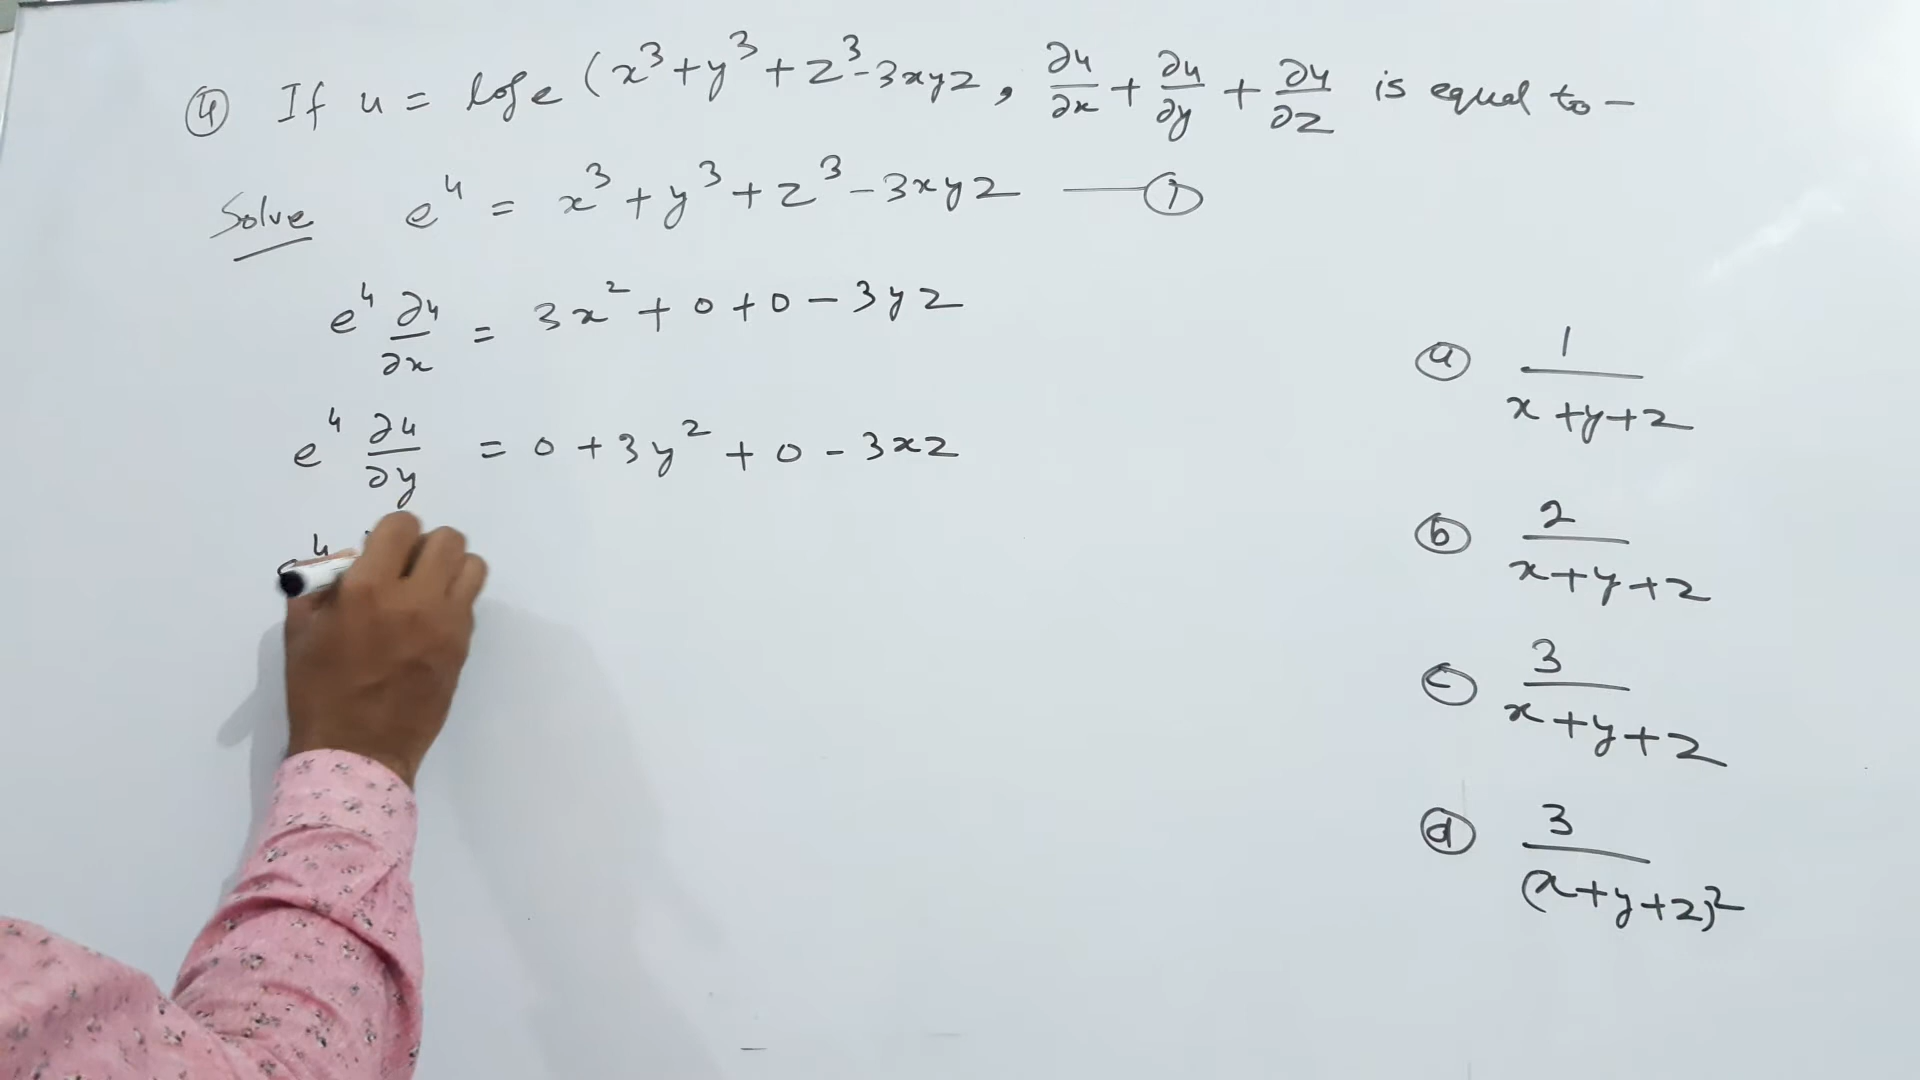 ④ If u = logₑ (x³+y³+z³-3xyz, ∂u/∂x + ∂u/∂y + ∂u/∂z is equal to –
Solve eᵘ = x³+y³+z³-3xyz —①
eᵘ ∂u/∂x = 3x²+0+0-3yz
eᵘ ∂u/∂y = 0+3y²+0-3xz
ⓐ 1/x+y+z
ⓑ 2/x+y+z
ⓒ 3/x+y+z
ⓓ 3/(x+y+z)²